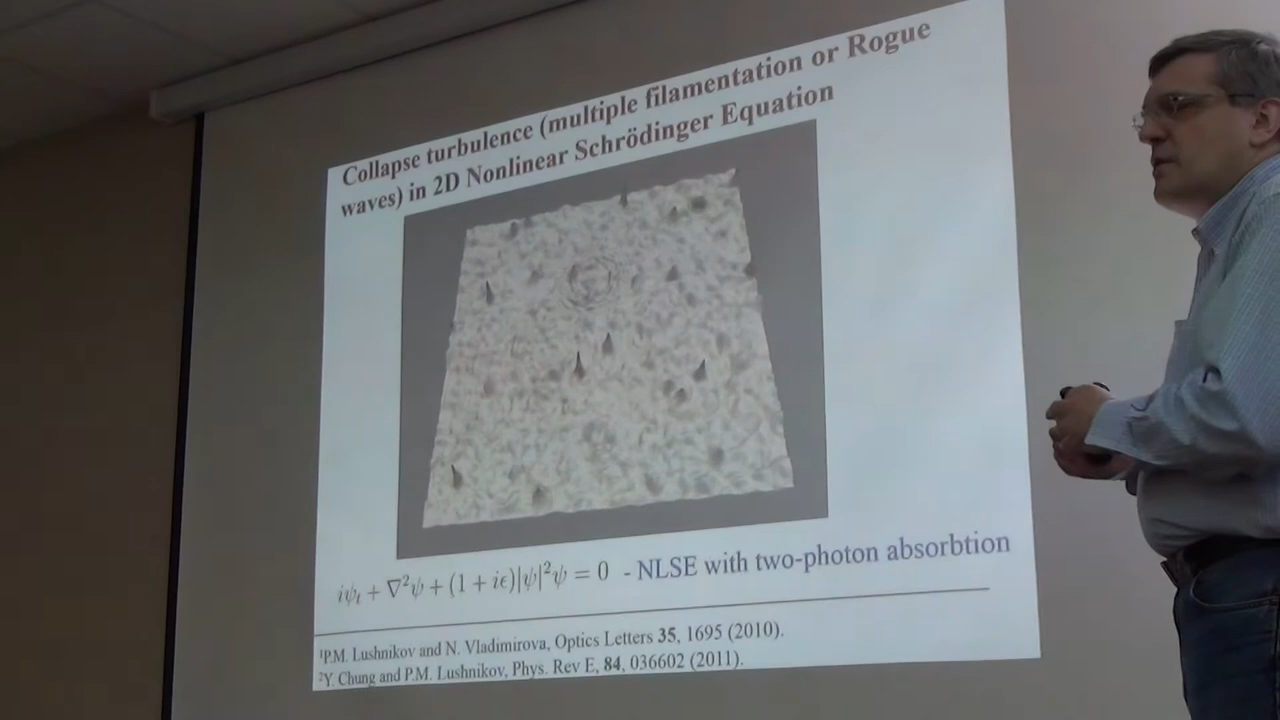 Collapse turbulence (multiple filamentation or Rogue
waves) in 2D Nonlinear Schrödinger Equation
iψₜ + ∇²ψ + (1 + iϵ)|ψ|²ψ = 0 - NLSE with two-photon absorbtion
¹P.M. Lushnikov and N. Vladimirova, Optics Letters 35, 1695 (2010).
²Y. Chung and P.M. Lushnikov, Phys. Rev E, 84, 036602 (2011).